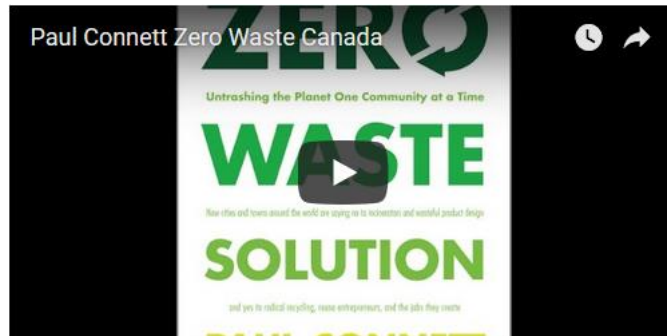 Paul Connett Zero Waste Canada
ZERO
Untrashing the Planet One Community at a Time
WASTE
How cities and towns around the world are saying no to incineration and wasteful product design
SOLUTION
and yes to radical recycling, reuse entrepreneurs, and the jobs they create
PAUL CONNETT